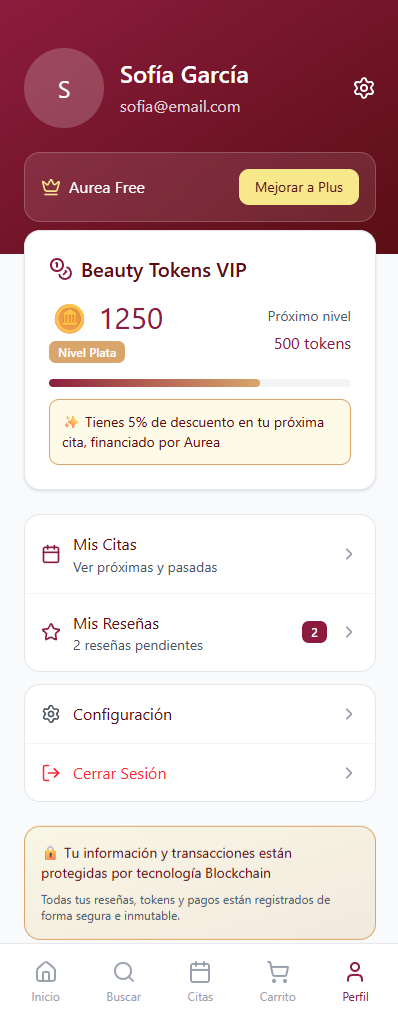 S
Sofía García
sofia@email.com
Aurea Free
Mejorar a Plus
Beauty Tokens VIP
1250
Nivel Plata
Próximo nivel
500 tokens
✨ Tienes 5% de descuento en tu próxima
cita, financiado por Aurea
Mis Citas
Ver próximas y pasadas
Mis Reseñas
2 reseñas pendientes
2
Configuración
Cerrar Sesión
🔒 Tu información y transacciones están
protegidas por tecnología Blockchain
Todas tus reseñas, tokens y pagos están registrados de
forma segura e inmutable.
Inicio
Buscar
Citas
Carrito
Perfil